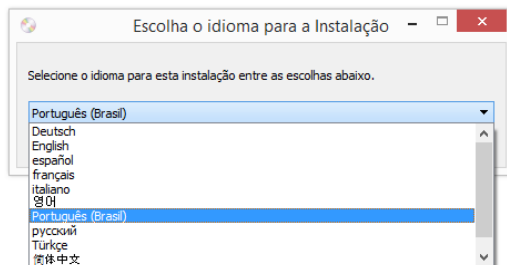 Escolha o idioma para a Instalação
Selecione o idioma para esta instalação entre as escolhas abaixo.
Português (Brasil)
Deutsch
English
español
français
italiano
영어
Português (Brasil)
русский
Türkçe
简体中文